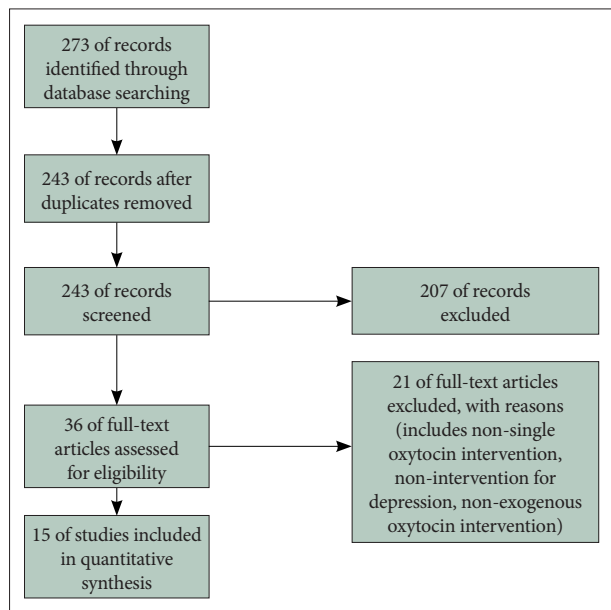 273 of records
identified through
database searching
243 of records after
duplicates removed
243 of records
screened
207 of records
excluded
36 of full-text
articles assessed
for eligibility
21 of full-text articles
excluded, with reasons
(includes non-single
oxytocin intervention,
non-intervention for
depression, non-exogenous
oxytocin intervention)
15 of studies included
in quantitative
synthesis